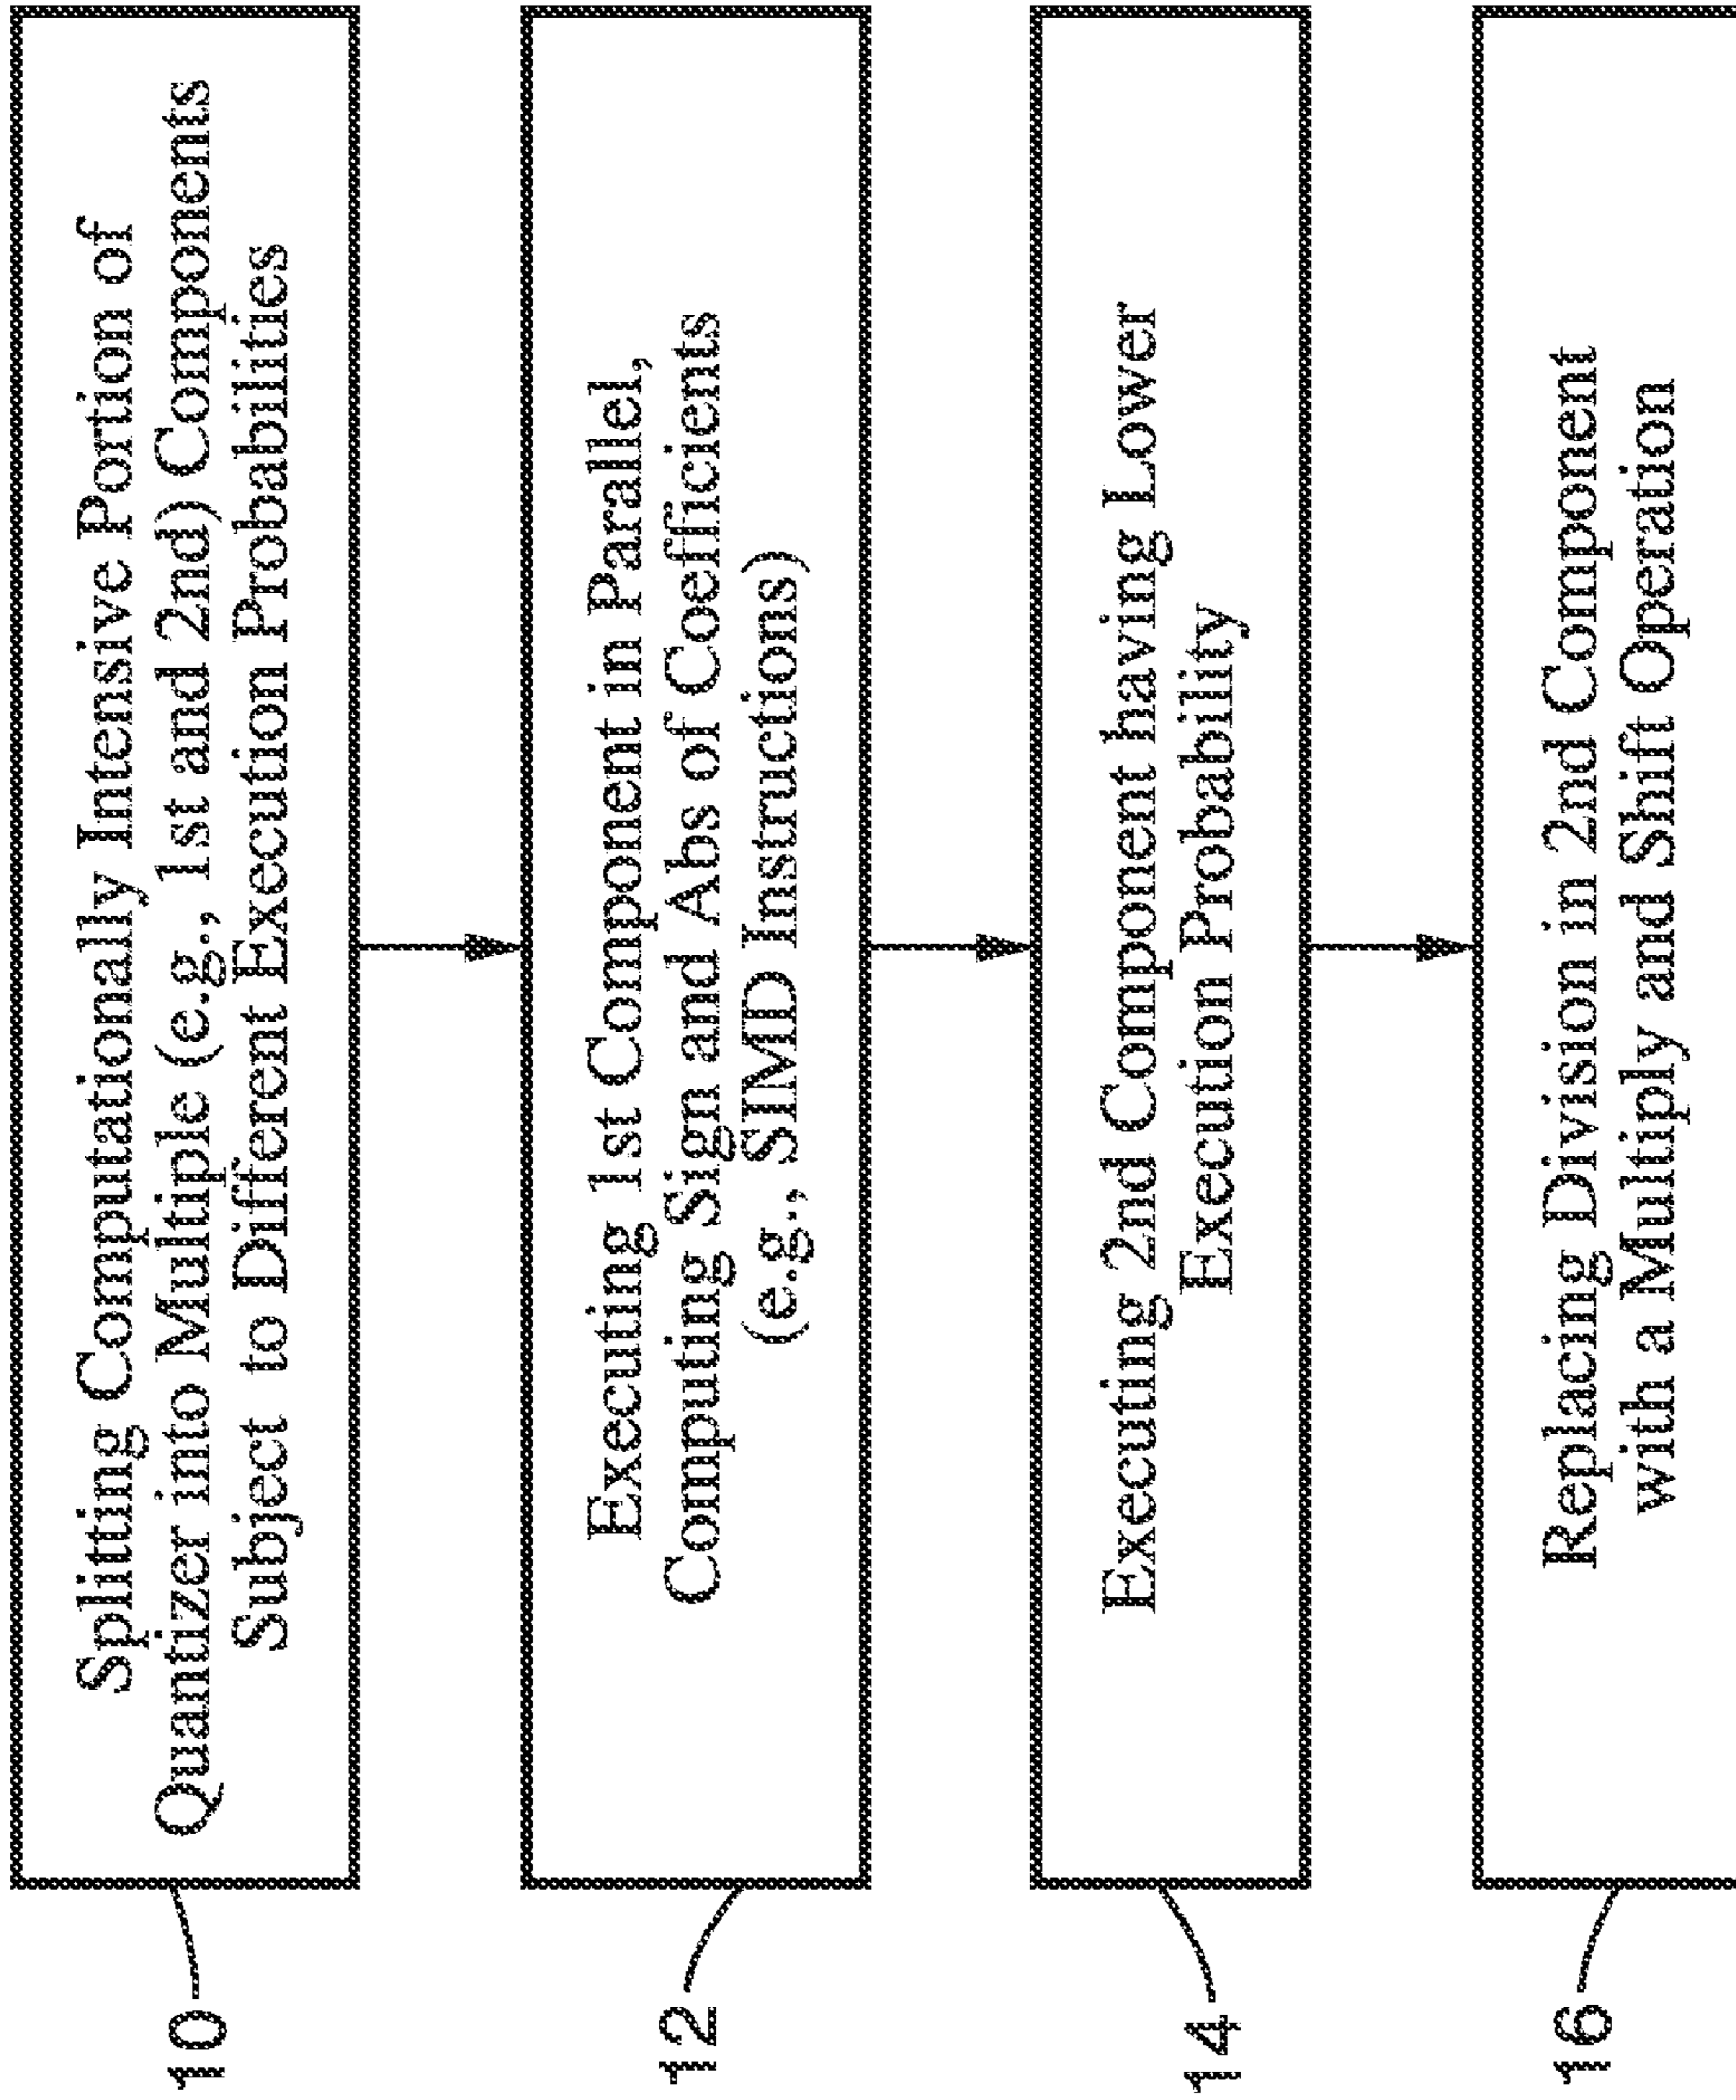 10
Splitting Computationally Intensive Portion of
Quantizer into Multiple (e.g., 1st and 2nd) Components
Subject to Different Execution Probabilities
12
Executing 1st Component in Parallel,
Computing Sign and Abs of Coefficients
(e.g., SIMD Instructions)
14
Executing 2nd Component having Lower
Execution Probability
16
Replacing Division in 2nd Component
with a Multiply and Shift Operation